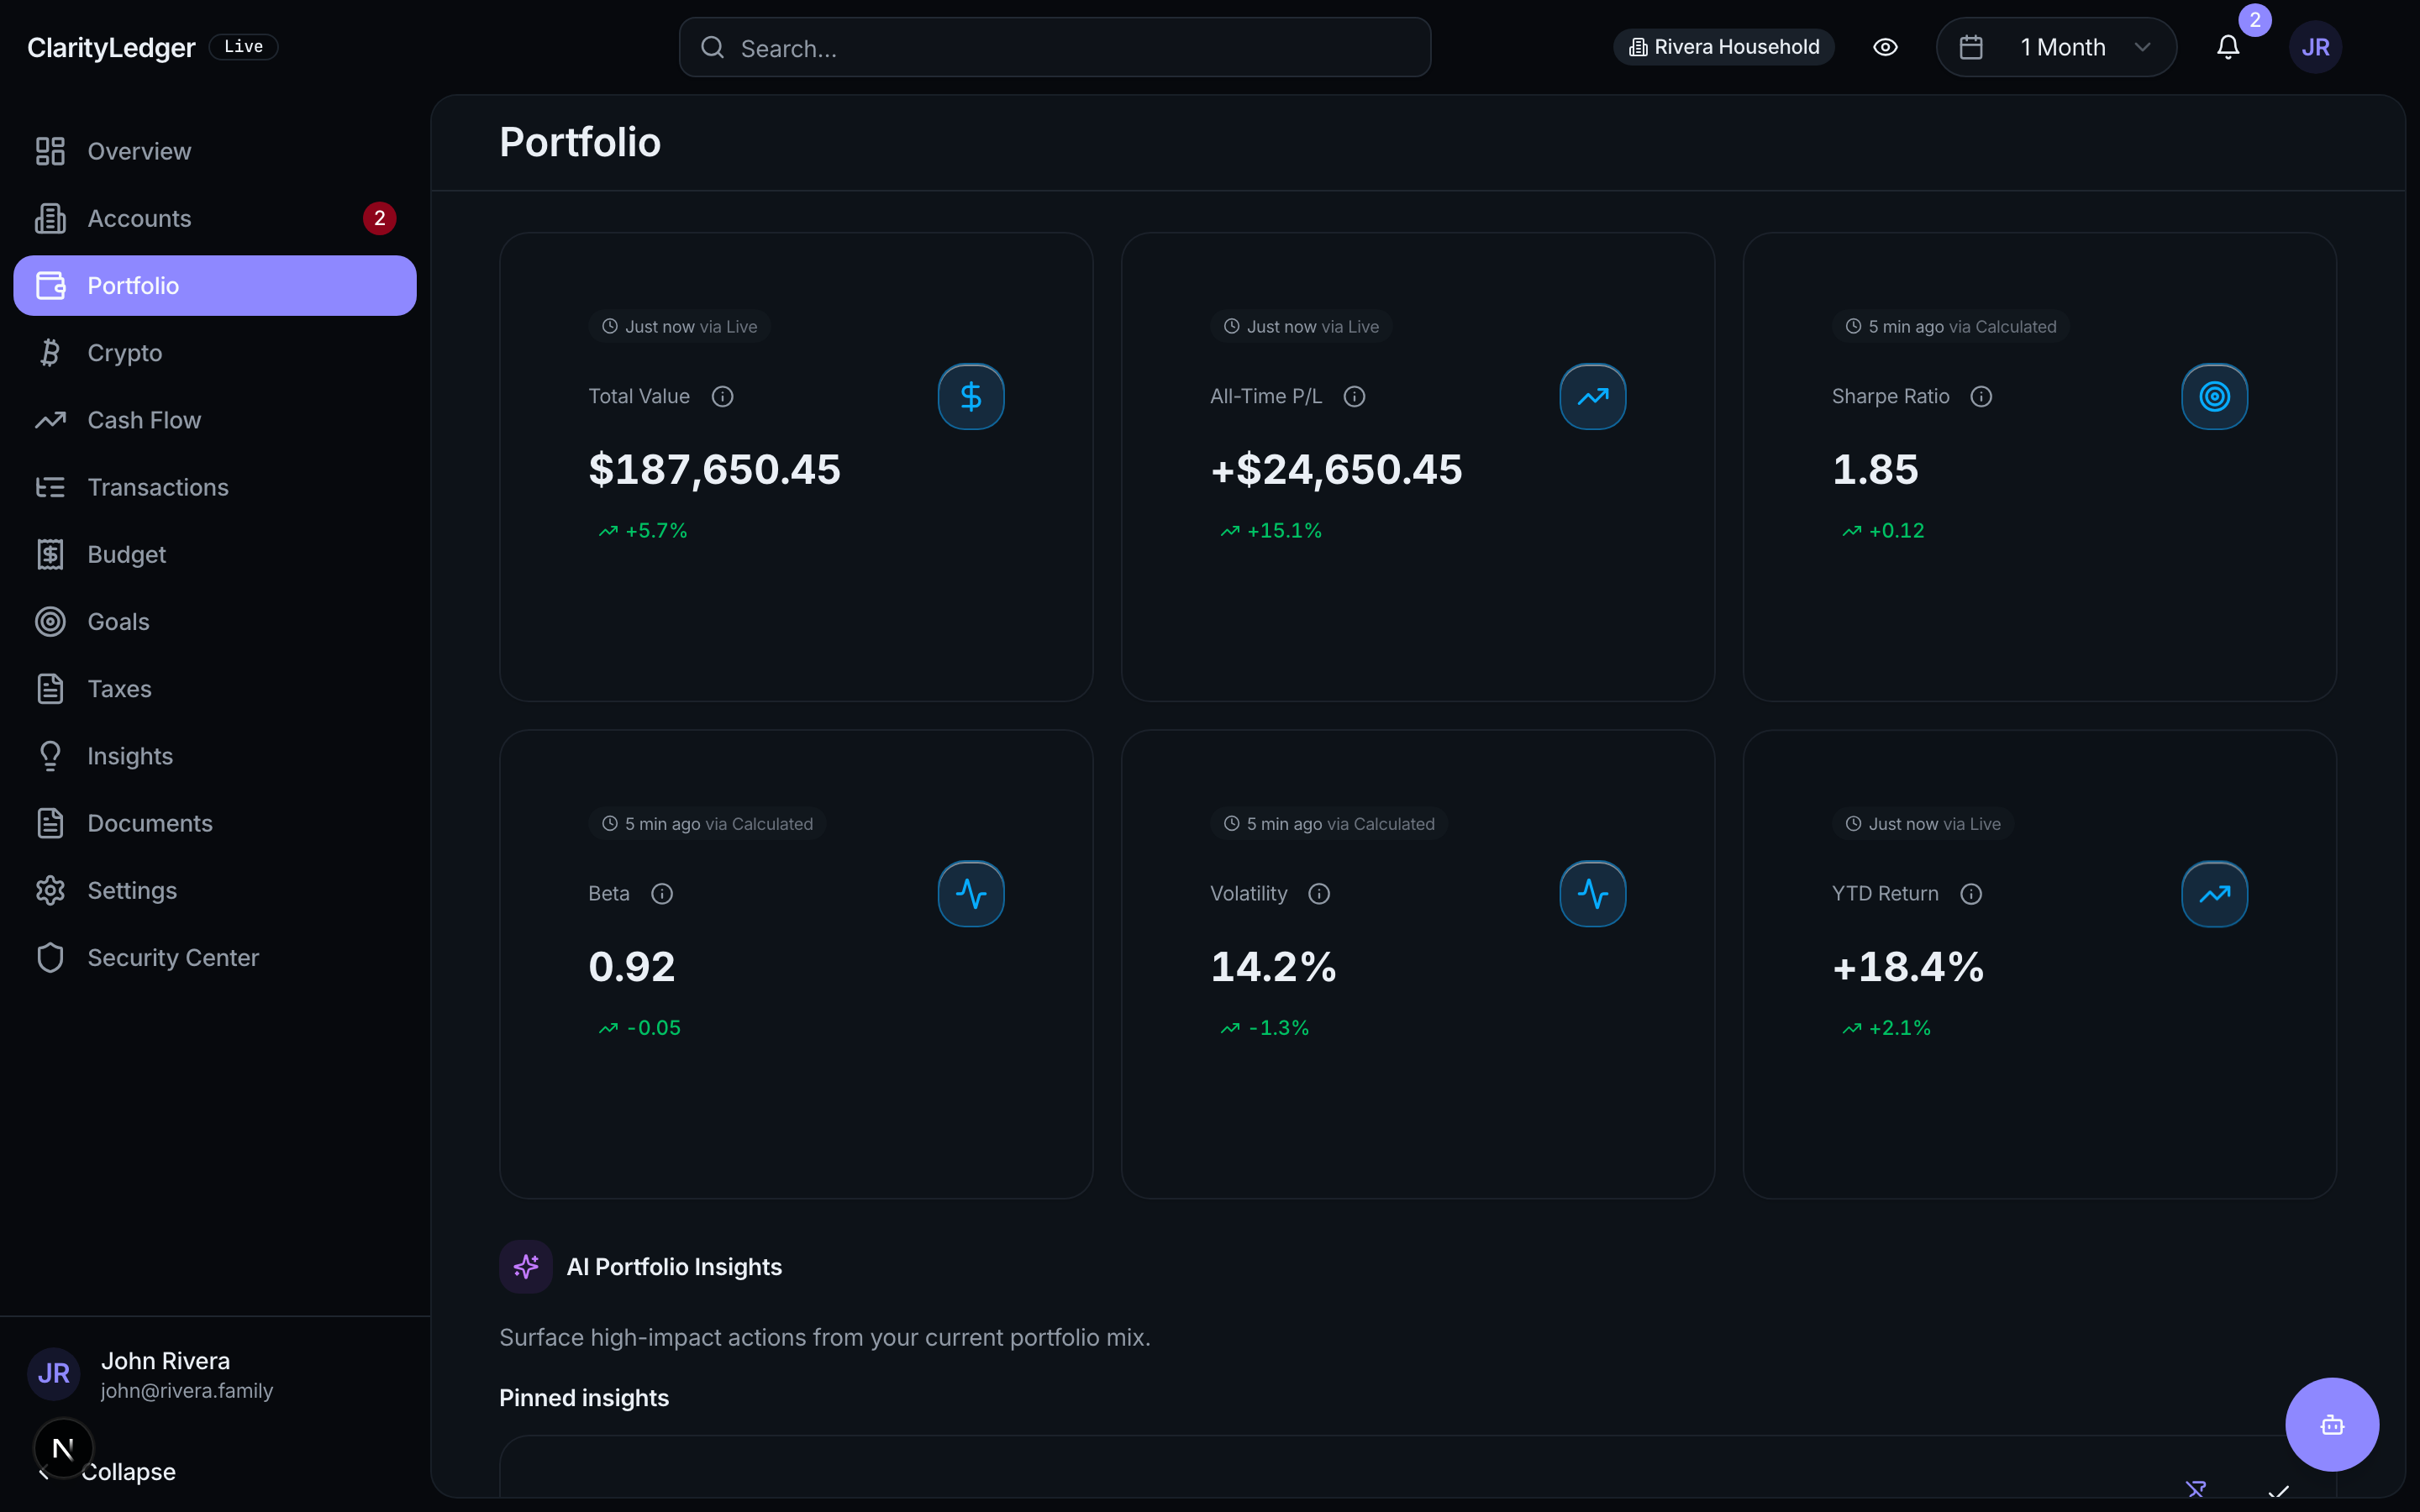 ClarityLedger Live
Search...
Rivera Household
1 Month
2
JR
Overview
Accounts 2
Portfolio
Crypto
Cash Flow
Transactions
Budget
Goals
Taxes
Insights
Documents
Settings
Security Center
John Rivera
john@rivera.family
JR
N
Collapse
Portfolio
Just now via Live
Total Value
$187,650.45
+5.7%
Just now via Live
All-Time P/L
+$24,650.45
+15.1%
5 min ago via Calculated
Sharpe Ratio
1.85
+0.12
5 min ago via Calculated
Beta
0.92
-0.05
5 min ago via Calculated
Volatility
14.2%
-1.3%
Just now via Live
YTD Return
+18.4%
+2.1%
AI Portfolio Insights
Surface high-impact actions from your current portfolio mix.
Pinned insights